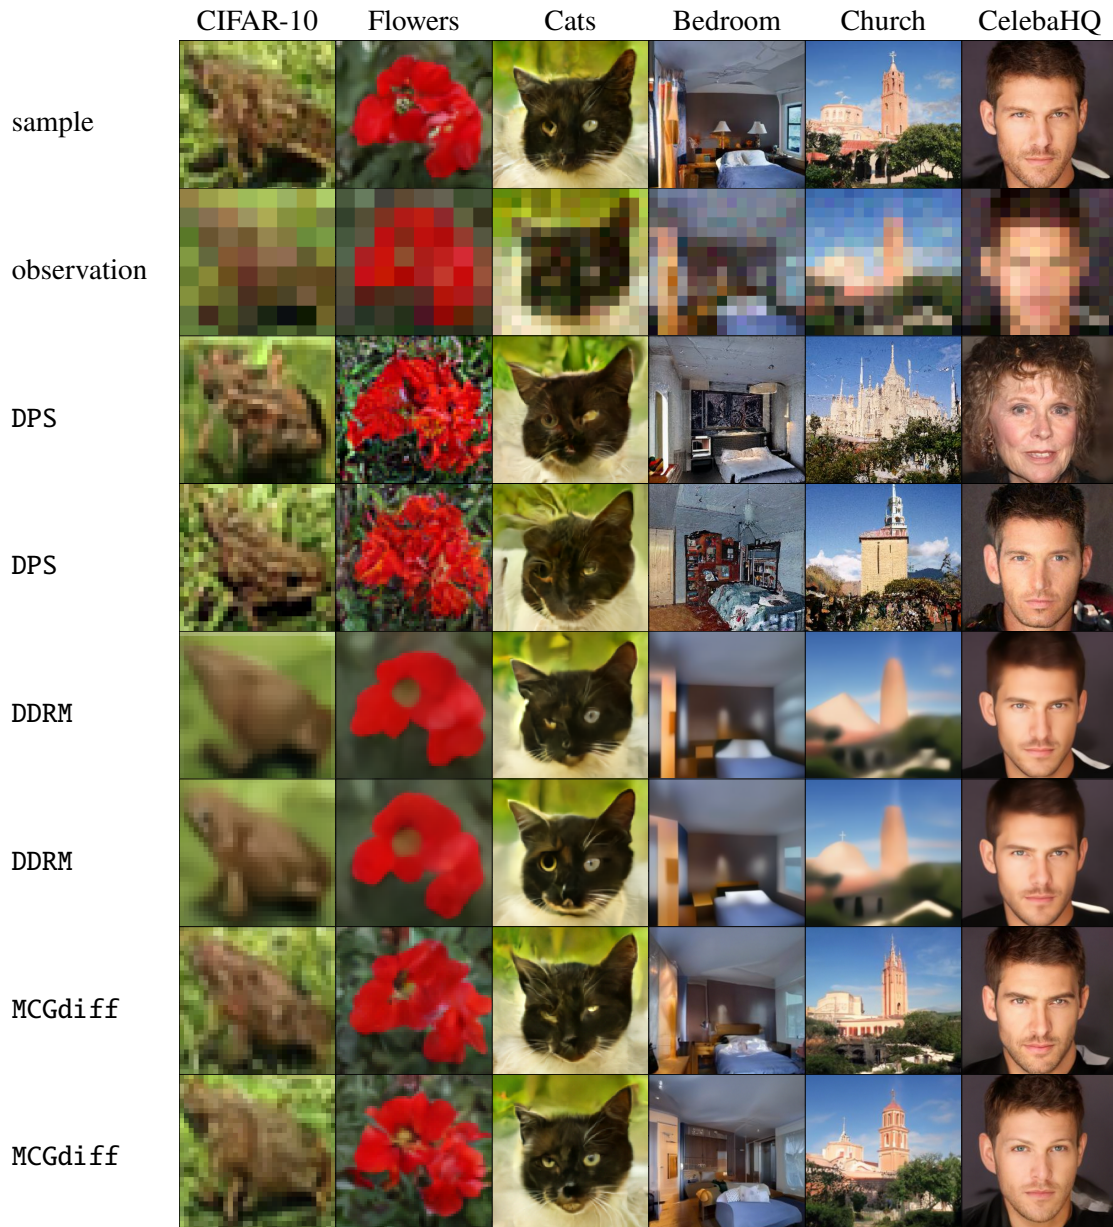 CIFAR-10 Flowers Cats Bedroom Church CelebaHQ
sample
observation
DPS
DPS
DDRM
DDRM
MCGdiff
MCGdiff